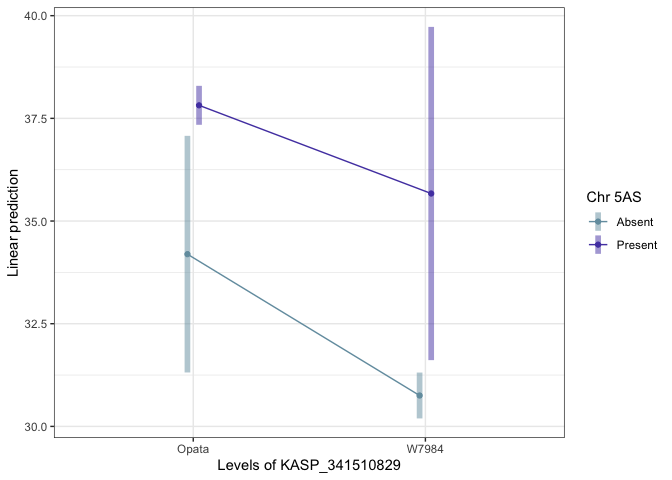 40.0
37.5
35.0
32.5
30.0
Linear prediction
Opata
W7984
Levels of KASP_341510829
Chr 5AS
Absent
Present